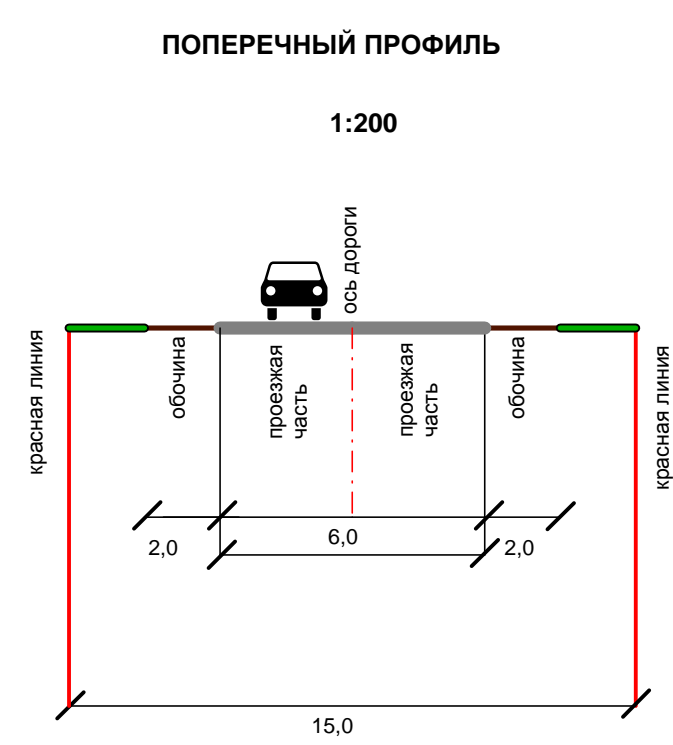 ПОПЕРЕЧНЫЙ ПРОФИЛЬ
1:200
ось дороги
красная линия
обочина
проезжая
часть
проезжая
часть
обочина
красная линия
2,0
6,0
2,0
15,0